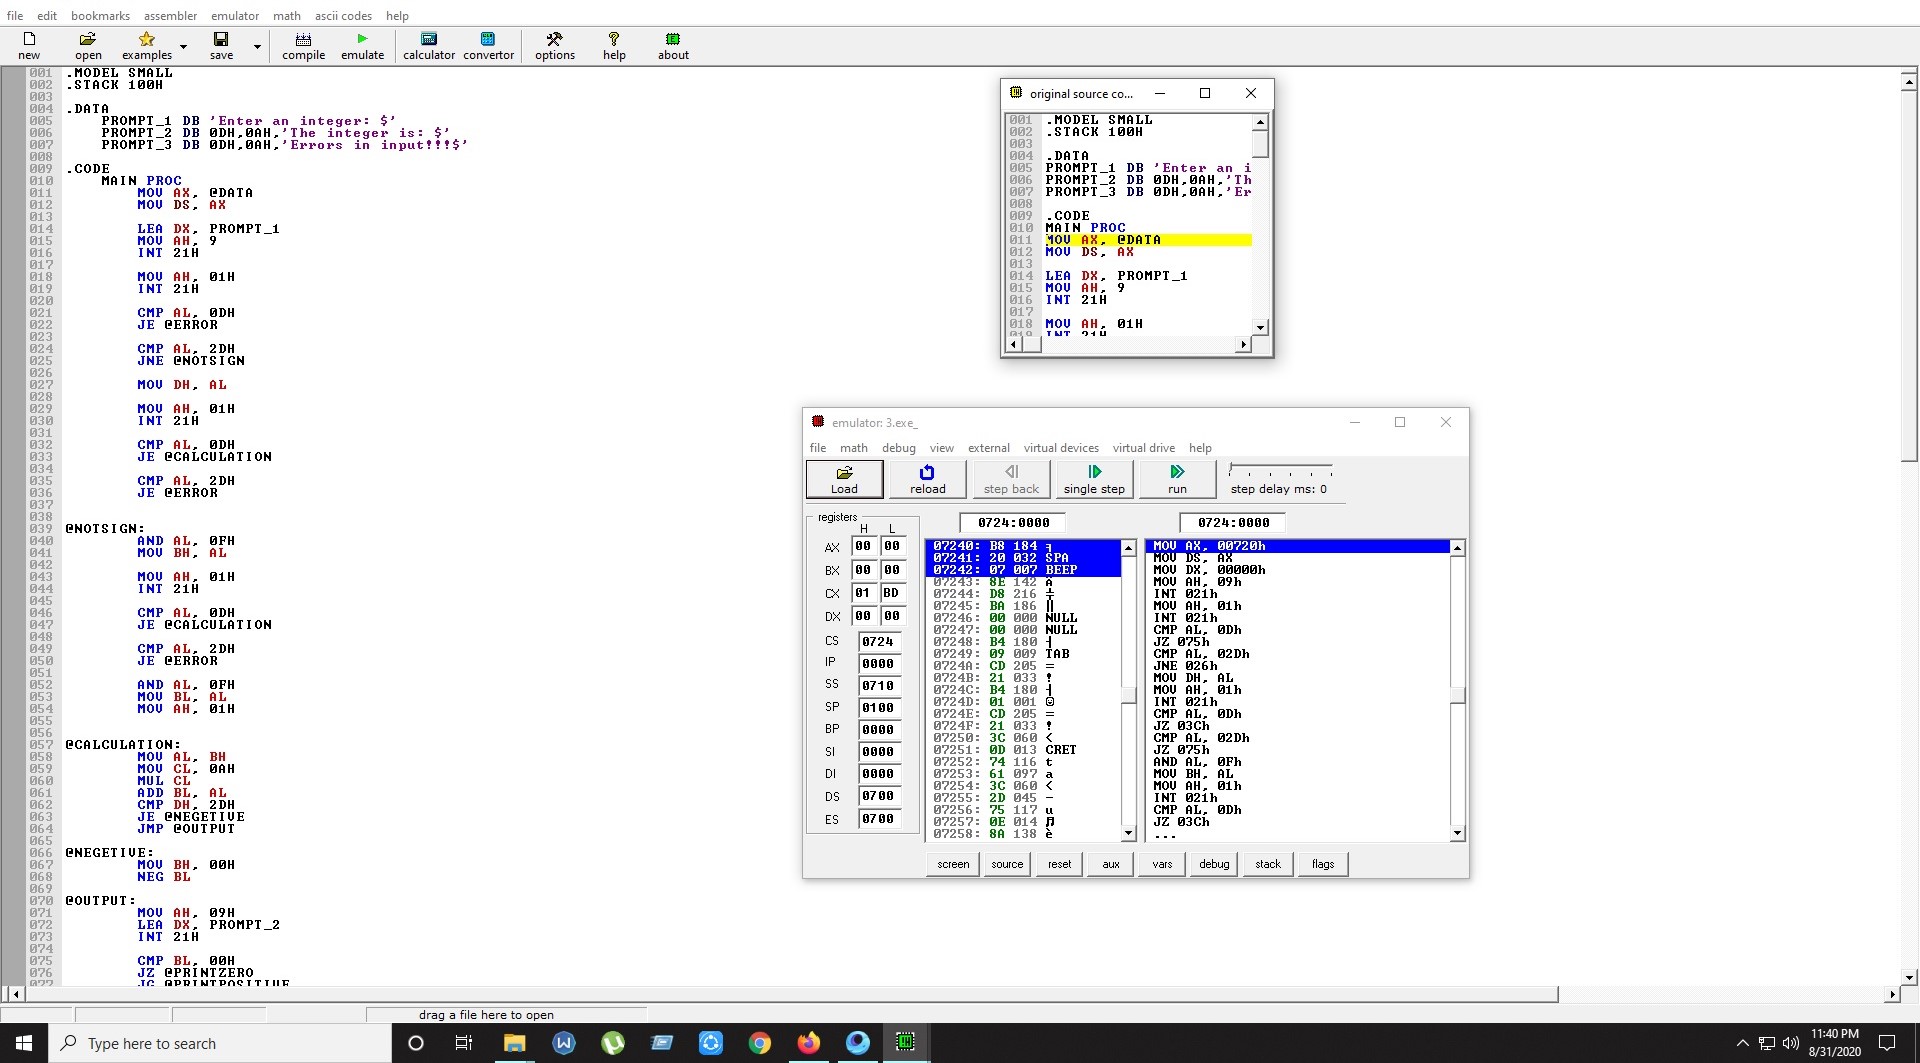 file edit bookmarks assembler emulator math ascii codes help
new open examples save compile emulate calculator convertor options help about
001 .MODEL SMALL
002 .STACK 100H
003
004 .DATA
005 PROMPT_1 DB 'Enter an integer: $'
006 PROMPT_2 DB 0DH,0AH,'The integer is: $'
007 PROMPT_3 DB 0DH,0AH,'Errors in input!!!$'
008
009 .CODE
010 MAIN PROC
011 MOV AX, @DATA
012 MOV DS, AX
013
014 LEA DX, PROMPT_1
015 MOV AH, 9
016 INT 21H
017
018 MOV AH, 01H
019 INT 21H
020
021 CMP AL, 0DH
022 JE @ERROR
023
024 CMP AL, 2DH
025 JNE @NOTSIGN
026
027 MOV DH, AL
028
029 MOV AH, 01H
030 INT 21H
031
032 CMP AL, 0DH
033 JE @CALCULATION
034
035 CMP AL, 2DH
036 JE @ERROR
037
038
039 @NOTSIGN:
040 AND AL, 0FH
041 MOV BH, AL
042
043 MOV AH, 01H
044 INT 21H
045
046 CMP AL, 0DH
047 JE @CALCULATION
048
049 CMP AL, 2DH
050 JE @ERROR
051
052 AND AL, 0FH
053 MOV BL, AL
054 MOV AH, 01H
055
056
057 @CALCULATION:
058 MOV AL, BH
059 MOV CL, 0AH
060 MUL CL
061 ADD BL, AL
062 CMP DH, 2DH
063 JE @NEGETIVE
064 JMP @OUTPUT
065
066 @NEGETIVE:
067 MOV BH, 00H
068 NEG BL
069
070 @OUTPUT:
071 MOV AH, 09H
072 LEA DX, PROMPT_2
073 INT 21H
074
075 CMP BL, 00H
076 JZ @PRINTZERO
077 JG @PRINTPOSITIVE
original source co...
001 .MODEL SMALL
002 .STACK 100H
003
004 .DATA
005 PROMPT_1 DB 'Enter an i
006 PROMPT_2 DB 0DH,0AH,'Th
007 PROMPT_3 DB 0DH,0AH,'Er
008
009 .CODE
010 MAIN PROC
011 MOV AX, @DATA
012 MOV DS, AX
013
014 LEA DX, PROMPT_1
015 MOV AH, 9
016 INT 21H
017
018 MOV AH, 01H
019 INT 21H
emulator: 3.exe_
file math debug view external virtual devices virtual drive help
Load reload step back single step run step delay ms: 0
registers
H L
AX 00 00
BX 00 00
CX 01 BD
DX 00 00
CS 0724
IP 0000
SS 0710
SP 0100
BP 0000
SI 0000
DI 0000
DS 0700
ES 0700
0724:0000
07240: B8 184 ╕
07241: 20 032 SPA
07242: 07 007 BEEP
07243: 8E 142 Ä
07244: D8 216 ╪
07245: BA 186 ║
07246: 00 000 NULL
07247: 00 000 NULL
07248: B4 180 ┤
07249: 09 009 TAB
0724A: CD 205 =
0724B: 21 033 !
0724C: B4 180 ┤
0724D: 01 001 ☺
0724E: CD 205 =
0724F: 21 033 !
07250: 3C 060 <
07251: 0D 013 CRET
07252: 74 116 t
07253: 61 097 a
07254: 3C 060 <
07255: 2D 045 -
07256: 75 117 u
07257: 0E 014 ♫
07258: 8A 138 è
0724:0000
MOV AX, 00720h
MOV DS, AX
MOV DX, 00000h
MOV AH, 09h
INT 021h
MOV AH, 01h
INT 021h
CMP AL, 0Dh
JZ 075h
CMP AL, 02Dh
JNE 026h
MOV DH, AL
MOV AH, 01h
INT 021h
CMP AL, 0Dh
JZ 03Ch
CMP AL, 02Dh
JZ 075h
AND AL, 0Fh
MOV BH, AL
MOV AH, 01h
INT 021h
CMP AL, 0Dh
JZ 03Ch
...
screen source reset aux vars debug stack flags
drag a file here to open
Type here to search
11:40 PM
8/31/2020